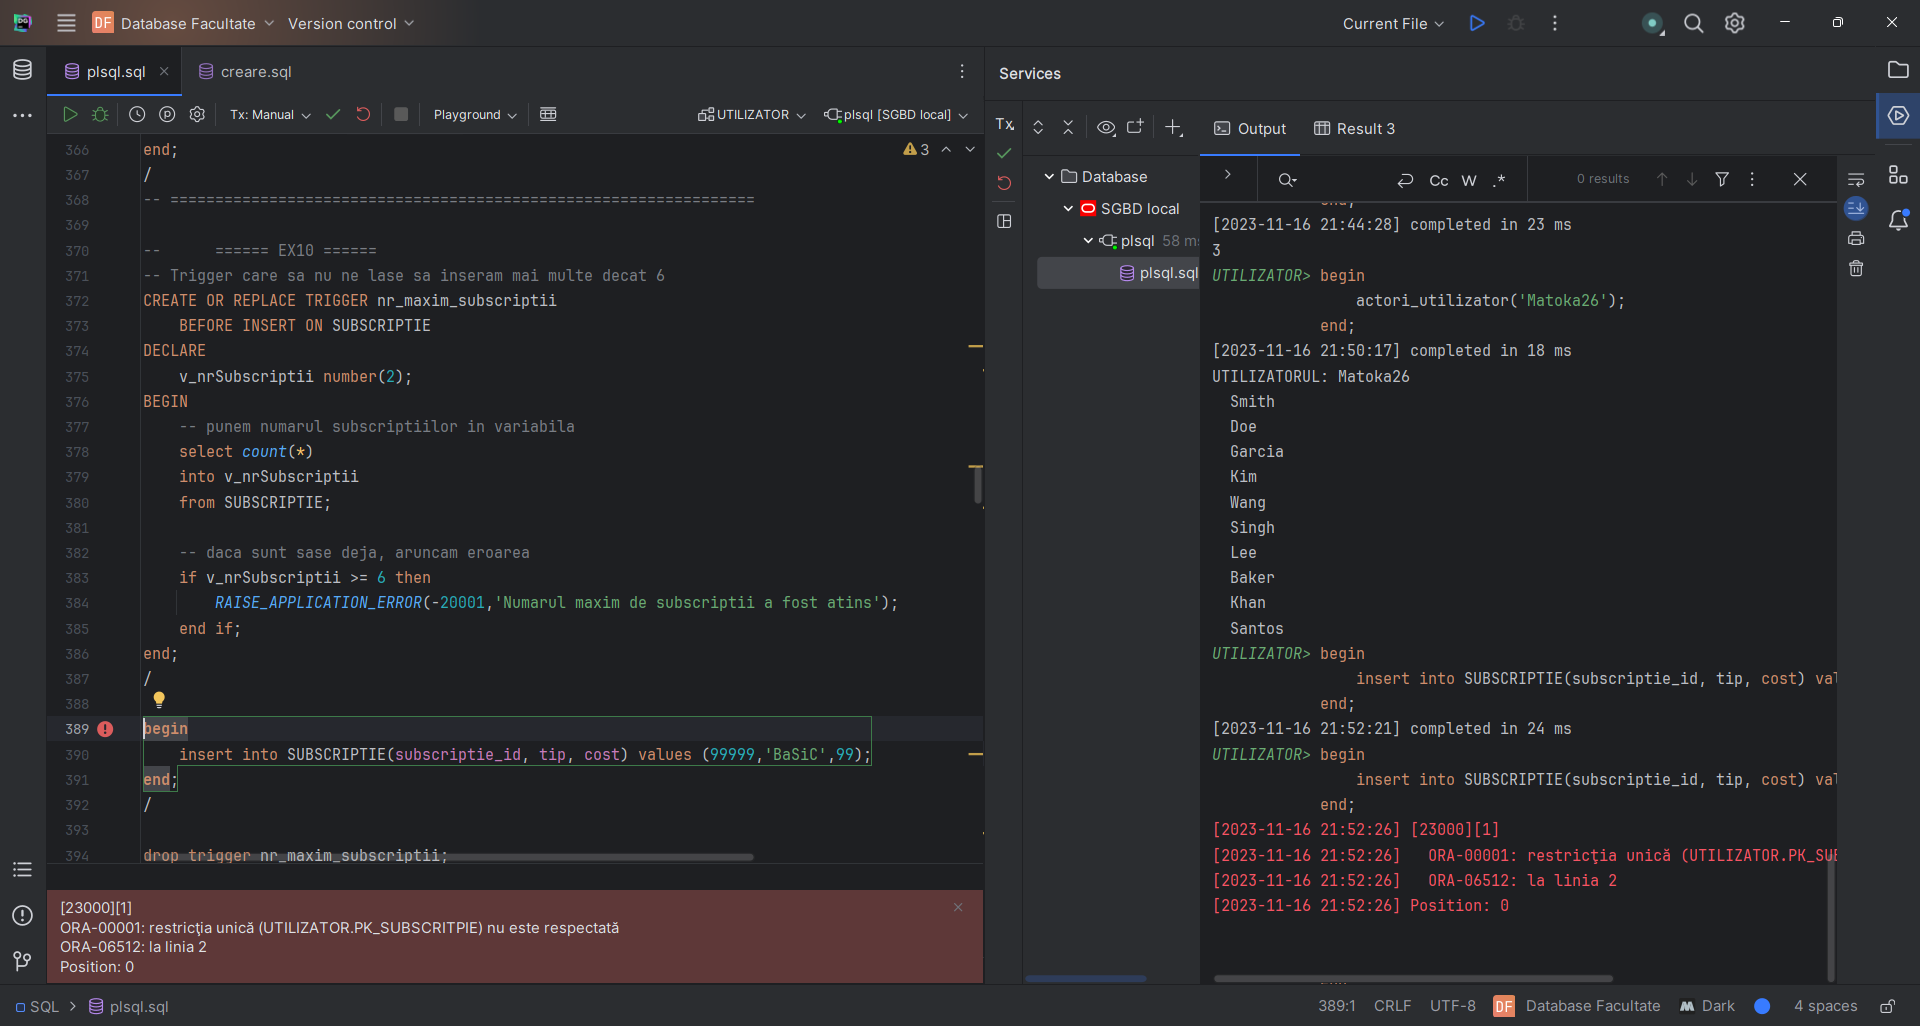 DG
DF Database Facultate Version control
Current File
plsql.sql
creare.sql
Tx: Manual
Playground
UTILIZATOR
plsql [SGBD local]
366 end;
3
367 /
368 -- =================================================================
369
370 --      ====== EX10 ======
371 -- Trigger care sa nu ne lase sa inseram mai multe decat 6
372 CREATE OR REPLACE TRIGGER nr_maxim_subscriptii
373     BEFORE INSERT ON SUBSCRIPTIE
374 DECLARE
375     v_nrSubscriptii number(2);
376 BEGIN
377     -- punem numarul subscriptiilor in variabila
378     select count(*)
379     into v_nrSubscriptii
380     from SUBSCRIPTIE;
381
382     -- daca sunt sase deja, aruncam eroarea
383     if v_nrSubscriptii >= 6 then
384         RAISE_APPLICATION_ERROR(-20001,'Numarul maxim de subscriptii a fost atins');
385     end if;
386 end;
387 /
388
389 begin
390     insert into SUBSCRIPTIE(subscriptie_id, tip, cost) values (99999,'BaSiC',99);
391 end;
392 /
393
394 drop trigger nr_maxim_subscriptii;
[23000][1]
ORA-00001: restricţia unică (UTILIZATOR.PK_SUBSCRITPIE) nu este respectată
ORA-06512: la linia 2
Position: 0
Services
Tx
Output
Result 3
Database
SGBD local
plsql 58 ms
plsql.sql
Cc W .*
0 results
[2023-11-16 21:44:28] completed in 23 ms
3
UTILIZATOR> begin
                actori_utilizator('Matoka26');
            end;
[2023-11-16 21:50:17] completed in 18 ms
UTILIZATORUL: Matoka26
  Smith
  Doe
  Garcia
  Kim
  Wang
  Singh
  Lee
  Baker
  Khan
  Santos
UTILIZATOR> begin
                insert into SUBSCRIPTIE(subscriptie_id, tip, cost) val
            end;
[2023-11-16 21:52:21] completed in 24 ms
UTILIZATOR> begin
                insert into SUBSCRIPTIE(subscriptie_id, tip, cost) val
            end;
[2023-11-16 21:52:26] [23000][1]
[2023-11-16 21:52:26]   ORA-00001: restricţia unică (UTILIZATOR.PK_SUB
[2023-11-16 21:52:26]   ORA-06512: la linia 2
[2023-11-16 21:52:26] Position: 0
SQL > plsql.sql
389:1 CRLF UTF-8 DF Database Facultate Dark 4 spaces